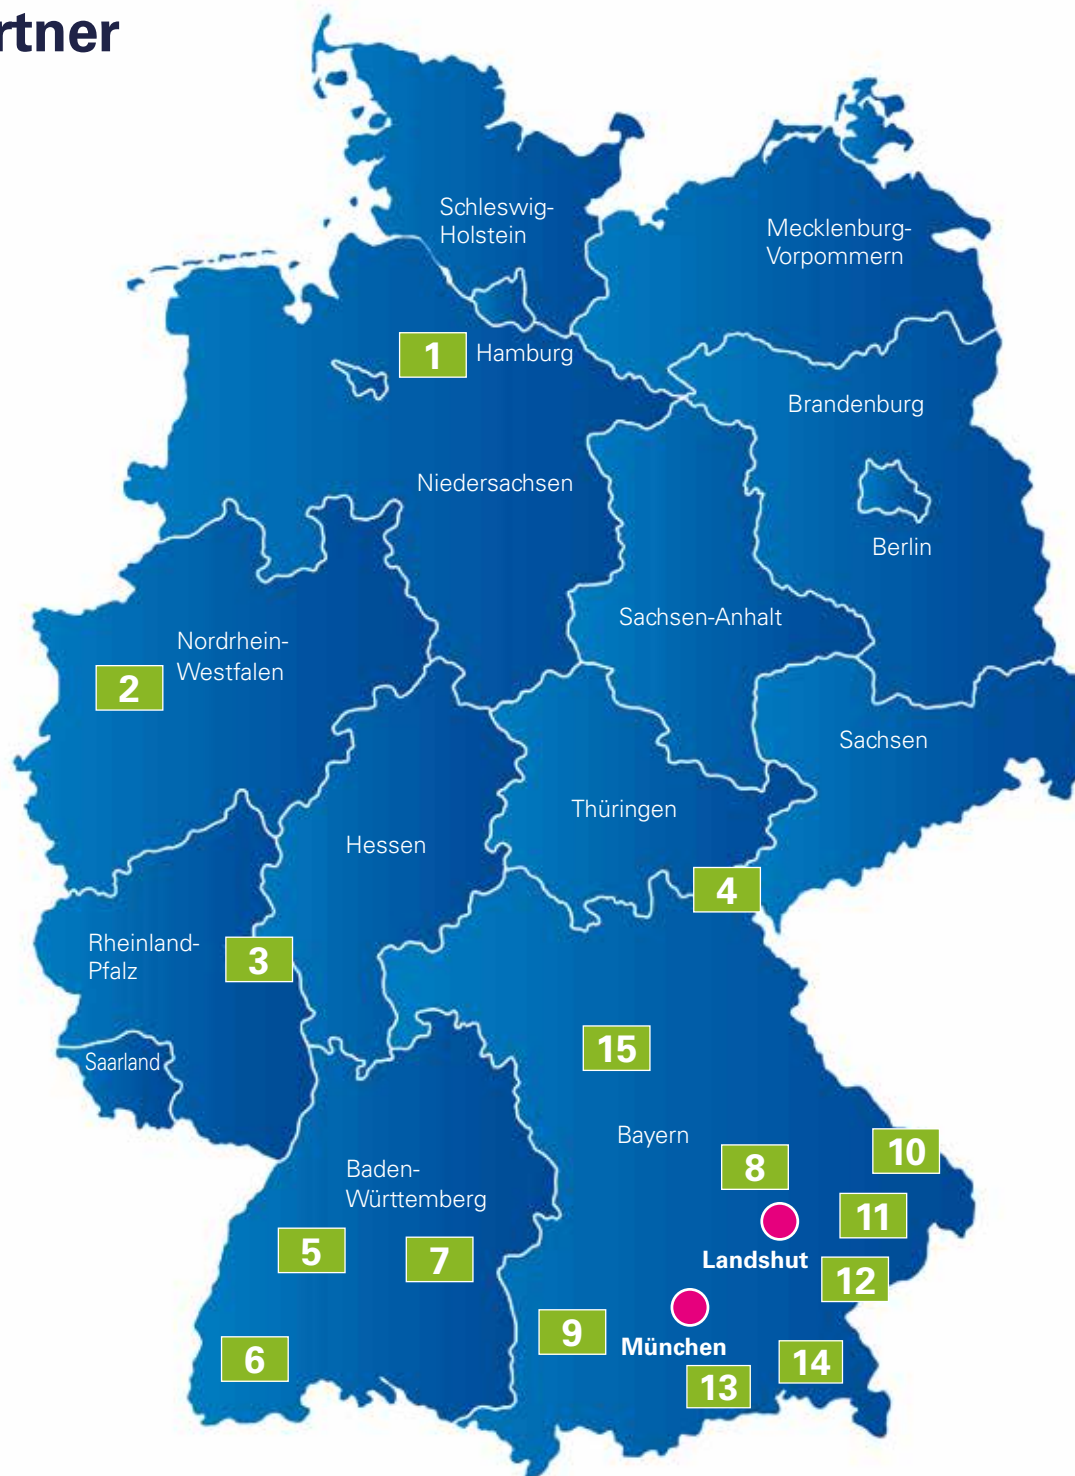 rtner
Schleswig-
Holstein
Mecklenburg-
Vorpommern
1
Hamburg
Brandenburg
Niedersachsen
Berlin
Sachsen-Anhalt
Nordrhein-
Westfalen
2
Sachsen
Thüringen
Hessen
4
Rheinland-
Pfalz
3
15
Saarland
Bayern
10
8
Baden-
Württemberg
11
5
7
Landshut
12
9
München
6
14
13